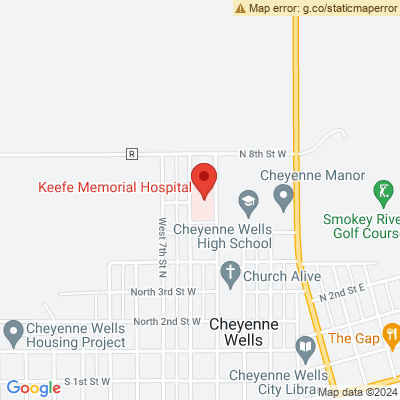 Map error: g.co/staticmaperror
N 8th St W
R
Keefe Memorial Hospital
Cheyenne Manor
Cheyenne Wells
High School
Smokey Rive
Golf Course
West 7th St N
Church Alive
North 3rd St W
N 2nd St E
North 2nd St W
Cheyenne
Wells
Cheyenne Wells
Housing Project
The Gap
Cheyenne Wells
City Libra
S 1st St W
Google
Map data ©2024